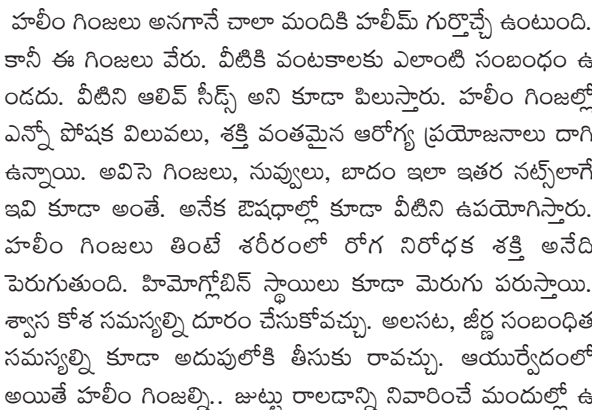 హలీం గింజలు అనగానే చాలా మందికి హలీమ్ గుర్తొచ్చే ఉంటుంది.
కానీ ఈ గింజలు వేరు. వీటికి వంటకాలకు ఎలాంటి సంబంధం ఉ
ండదు. వీటిని ఆలివ్ సీడ్స్ అని కూడా పిలుస్తారు. హలీం గింజల్లో
ఎన్నో పోషక విలువలు, శక్తి వంతమైన ఆరోగ్య ప్రయోజనాలు దాగి
ఉన్నాయి. అవిసె గింజలు, నువ్వులు, బాదం ఇలా ఇతర నట్స్‌లాగే
ఇవి కూడా అంతే. అనేక ఔషధాల్లో కూడా వీటిని ఉపయోగిస్తారు.
హలీం గింజలు తింటే శరీరంలో రోగ నిరోధక శక్తి అనేది
పెరుగుతుంది. హిమోగ్లోబిన్ స్థాయిలు కూడా మెరుగు పరుస్తాయి.
శ్వాస కోశ సమస్యల్ని దూరం చేసుకోవచ్చు. అలసట, జీర్ణ సంబంధిత
సమస్యల్ని కూడా అదుపులోకి తీసుకు రావచ్చు. ఆయుర్వేదంలో
అయితే హలీం గింజల్ని.. జుట్టు రాలడాన్ని నివారించే మందుల్లో ఉ